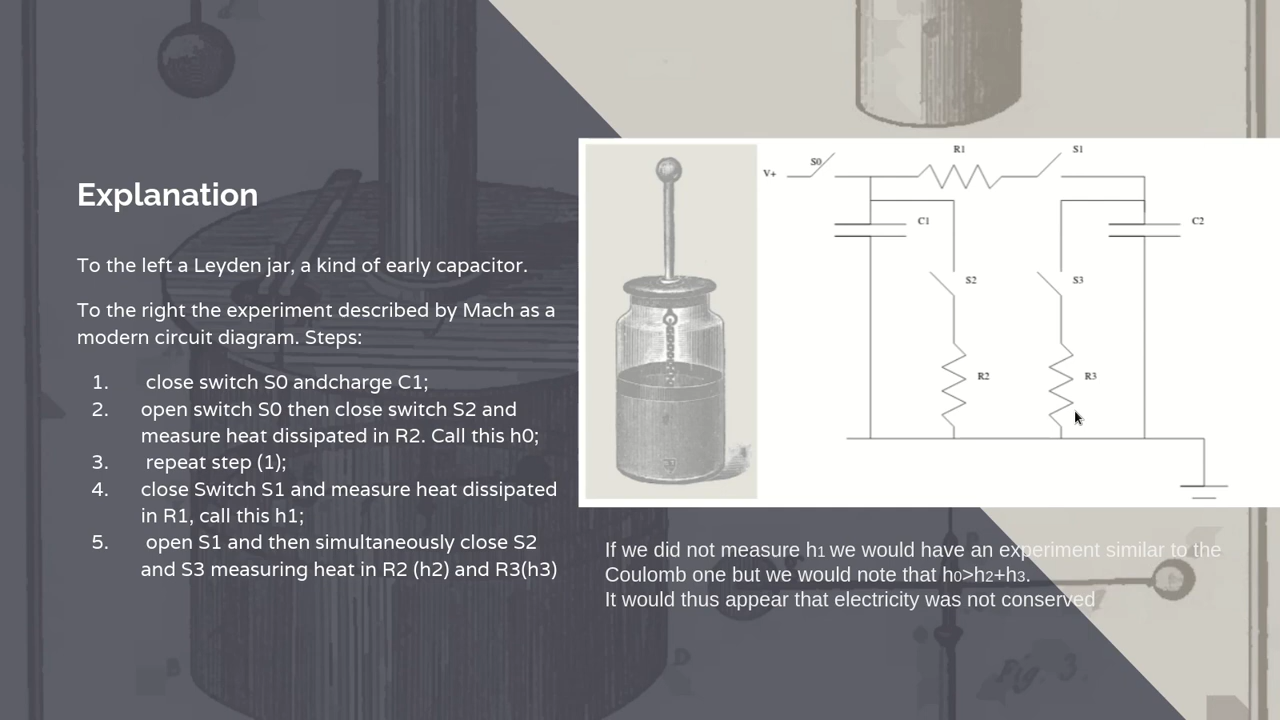 Explanation
To the left a Leyden jar, a kind of early capacitor.
To the right the experiment described by Mach as a
modern circuit diagram. Steps:
1. close switch S0 andcharge C1;
2. open switch S0 then close switch S2 and
measure heat dissipated in R2. Call this h0;
3. repeat step (1);
4. close Switch S1 and measure heat dissipated
in R1, call this h1;
5. open S1 and then simultaneously close S2
and S3 measuring heat in R2 (h2) and R3(h3)
V+
S0
R1
S1
C1
C2
S2
S3
R2
R3
If we did not measure h1 we would have an experiment similar to the
Coulomb one but we would note that h0>h2+h3.
It would thus appear that electricity was not conserved
B
D
Fig. 3.